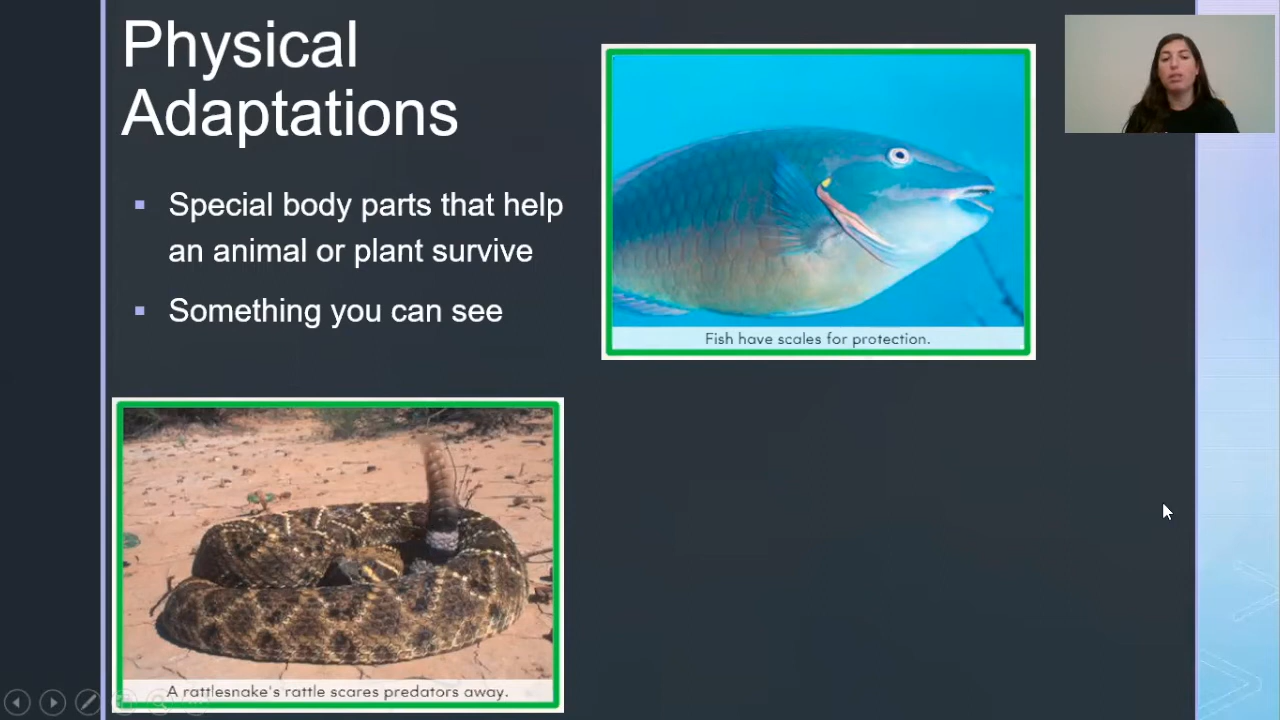 Physical
Adaptations
Special body parts that help
an animal or plant survive
Something you can see
Fish have scales for protection.
A rattlesnake's rattle scares predators away.